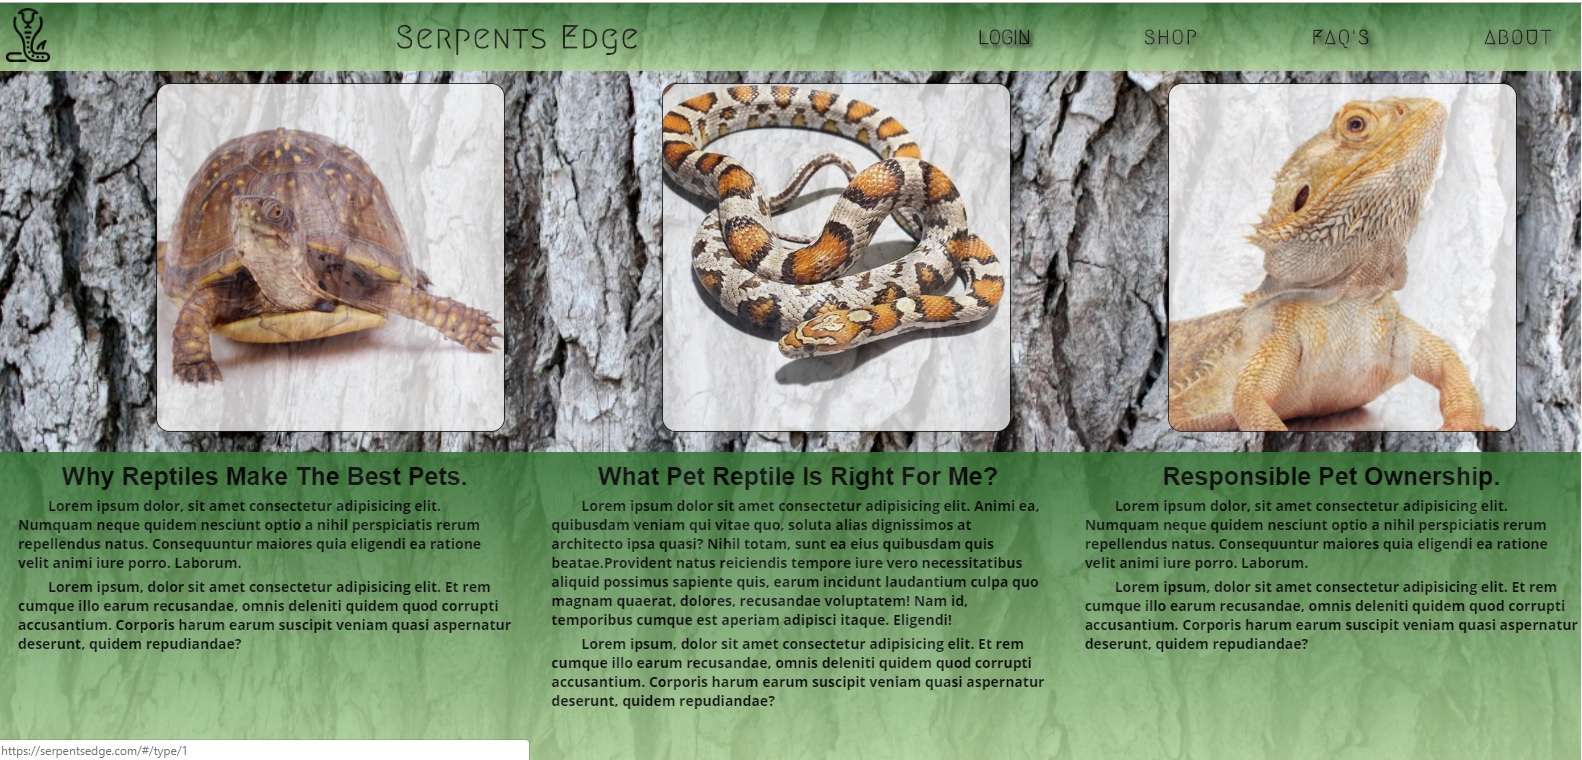 Serpents Edge
LOGIN
SHOP
FAQ'S
ABOUT
Why Reptiles Make The Best Pets.
Lorem ipsum dolor, sit amet consectetur adipisicing elit.
Numquam neque quidem nesciunt optio a nihil perspiciatis rerum
repellendus natus. Consequuntur maiores quia eligendi ea ratione
velit animi iure porro. Laborum.
Lorem ipsum, dolor sit amet consectetur adipisicing elit. Et rem
cumque illo earum recusandae, omnis deleniti quidem quod corrupti
accusantium. Corporis harum earum suscipit veniam quasi aspernatur
deserunt, quidem repudiandae?
What Pet Reptile Is Right For Me?
Lorem ipsum dolor sit amet consectetur adipisicing elit. Animi ea,
quibusdam veniam qui vitae quo, soluta alias dignissimos at
architecto ipsa quasi? Nihil totam, sunt ea eius quibusdam quis
beatae.Provident natus reiciendis tempore iure vero necessitatibus
aliquid possimus sapiente quis, earum incidunt laudantium culpa quo
magnam quaerat, dolores, recusandae voluptatem! Nam id,
temporibus cumque est aperiam adipisci itaque. Eligendi!
Lorem ipsum, dolor sit amet consectetur adipisicing elit. Et rem
cumque illo earum recusandae, omnis deleniti quidem quod corrupti
accusantium. Corporis harum earum suscipit veniam quasi aspernatur
deserunt, quidem repudiandae?
Responsible Pet Ownership.
Lorem ipsum dolor, sit amet consectetur adipisicing elit.
Numquam neque quidem nesciunt optio a nihil perspiciatis rerum
repellendus natus. Consequuntur maiores quia eligendi ea ratione
velit animi iure porro. Laborum.
Lorem ipsum, dolor sit amet consectetur adipisicing elit. Et rem
cumque illo earum recusandae, omnis deleniti quidem quod corrupti
accusantium. Corporis harum earum suscipit veniam quasi aspernatur
deserunt, quidem repudiandae?
https://serpentsedge.com/#/type/1